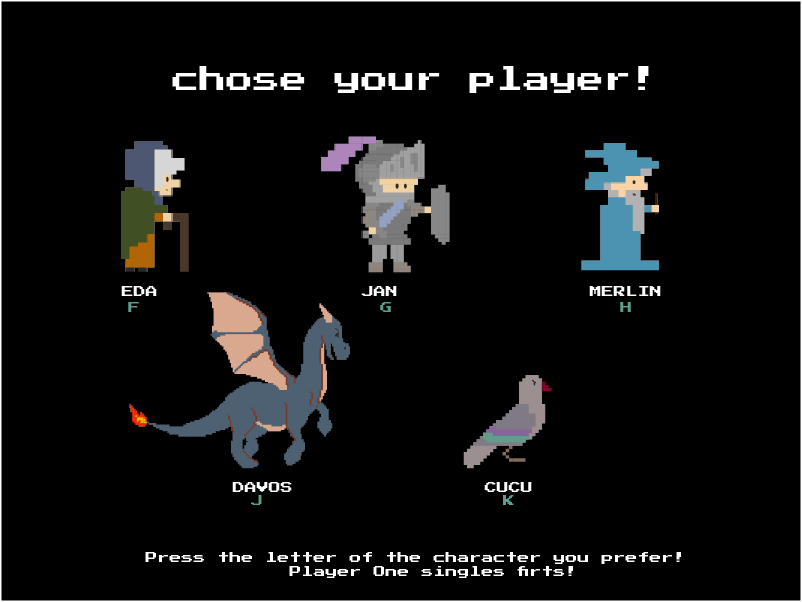 chose your player!
EDA JAN MERLIN
F G H
DAVOS CUCU
J K
Press the letter of the character you prefer!
Player One singles firts!